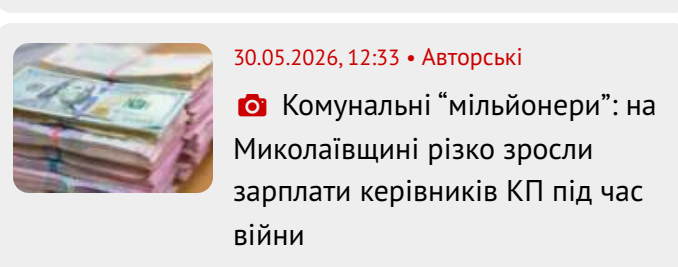 30.05.2026, 12:33 • Авторські
Комунальні “мільйонери”: на
Миколаївщині різко зросли
зарплати керівників КП під час
війни